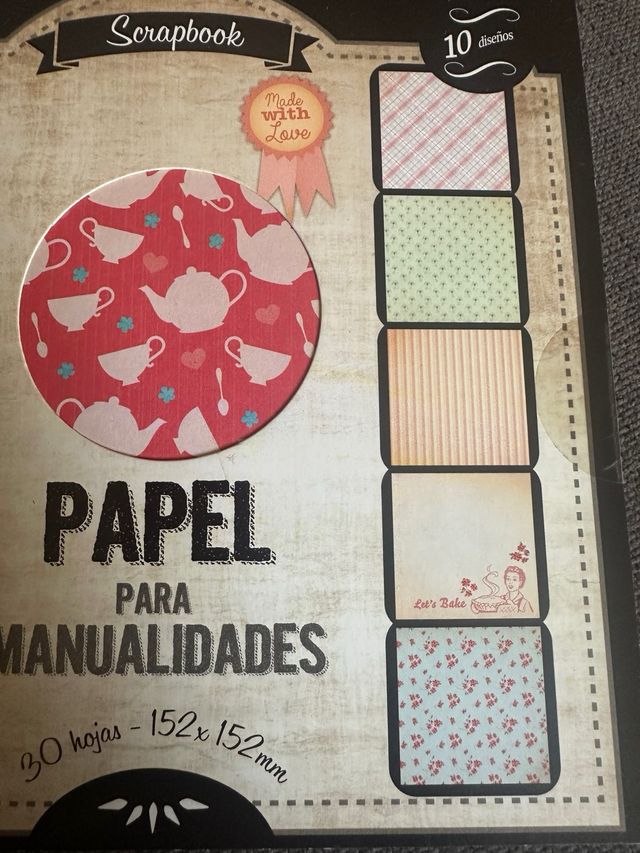 Scrapbook
10 diseños
Made
with
Love
PAPEL
PARA
MANUALIDADES
30 hojas - 152x152mm
Let's Bake